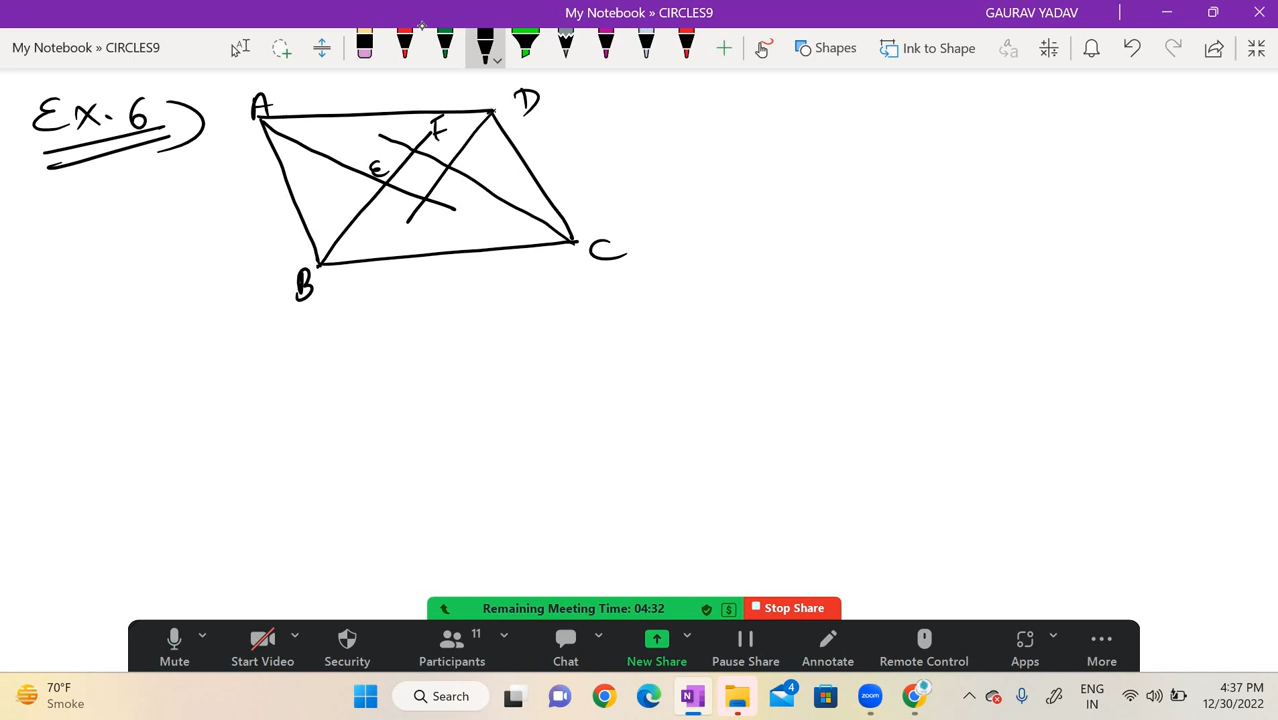 My Notebook » CIRCLES9
GAURAV YADAV
My Notebook » CIRCLES9
Shapes
Ink to Shape
Ex. 6)
A
D
F
E
C
B
Remaining Meeting Time: 04:32
Stop Share
11
Mute
Start Video
Security
Participants
Chat
New Share
Pause Share
Annotate
Remote Control
Apps
More
70°F
Smoke
Search
4
zoom
ENG
IN
4:37 PM
12/30/2022